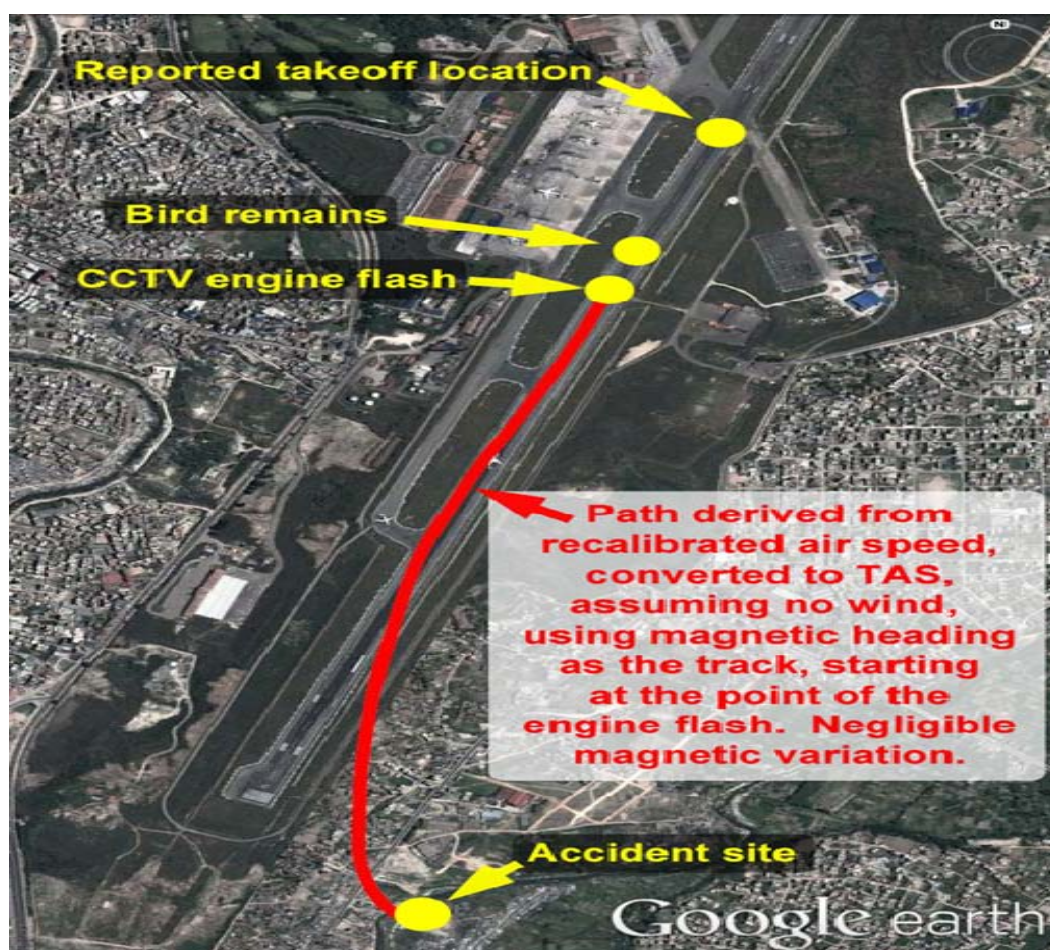 Reported takeoff location
Bird remains
CCTV engine flash
Path derived from
recalibrated air speed,
converted to TAS,
assuming no wind,
using magnetic heading
as the track, starting
at the point of the
engine flash. Negligible
magnetic variation.
Accident site
Google earth